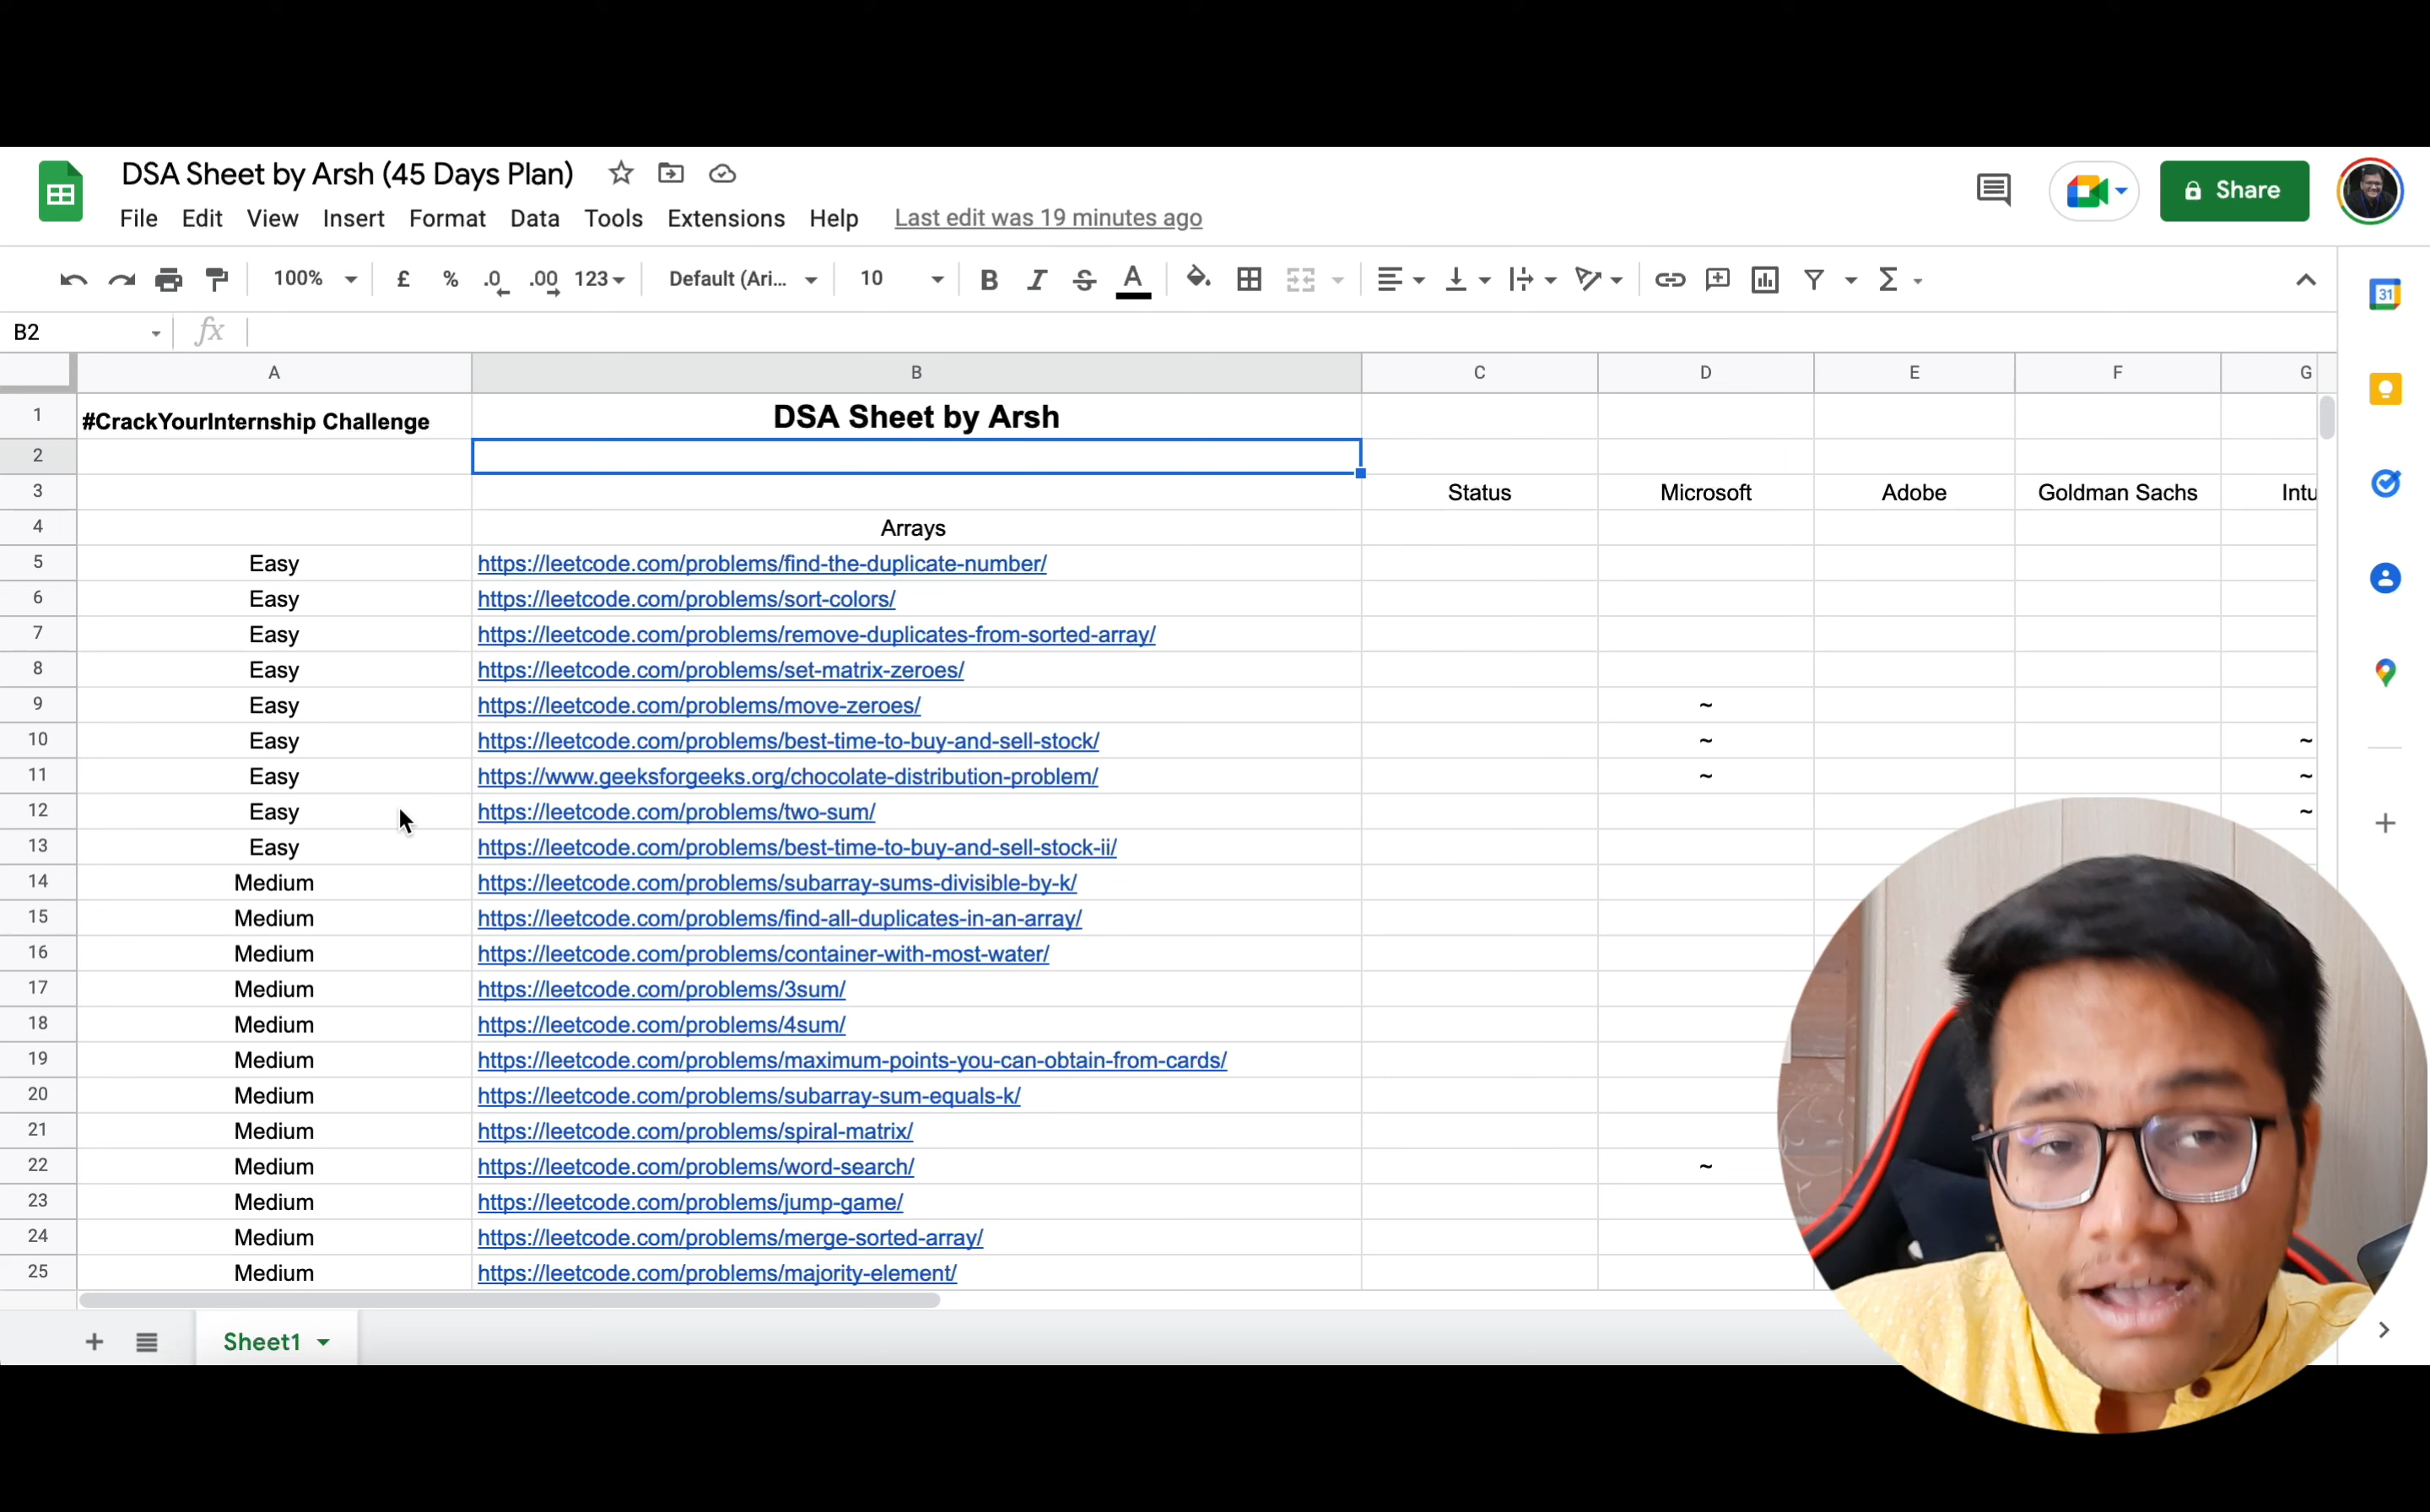 DSA Sheet by Arsh (45 Days Plan)
Share
File Edit View Insert Format Data Tools Extensions Help Last edit was 19 minutes ago
100% £ % .0 .00 123 Default (Ari... 10 B I S A Σ
31
B2 fx
A B C D E F G
1 #CrackYourInternship Challenge DSA Sheet by Arsh
2
3 Status Microsoft Adobe Goldman Sachs Intu
4 Arrays
5 Easy https://leetcode.com/problems/find-the-duplicate-number/
6 Easy https://leetcode.com/problems/sort-colors/
7 Easy https://leetcode.com/problems/remove-duplicates-from-sorted-array/
8 Easy https://leetcode.com/problems/set-matrix-zeroes/
9 Easy https://leetcode.com/problems/move-zeroes/ ~
10 Easy https://leetcode.com/problems/best-time-to-buy-and-sell-stock/ ~ ~
11 Easy https://www.geeksforgeeks.org/chocolate-distribution-problem/ ~ ~
12 Easy https://leetcode.com/problems/two-sum/ ~
13 Easy https://leetcode.com/problems/best-time-to-buy-and-sell-stock-ii/
14 Medium https://leetcode.com/problems/subarray-sums-divisible-by-k/
15 Medium https://leetcode.com/problems/find-all-duplicates-in-an-array/
16 Medium https://leetcode.com/problems/container-with-most-water/
17 Medium https://leetcode.com/problems/3sum/
18 Medium https://leetcode.com/problems/4sum/
19 Medium https://leetcode.com/problems/maximum-points-you-can-obtain-from-cards/
20 Medium https://leetcode.com/problems/subarray-sum-equals-k/
21 Medium https://leetcode.com/problems/spiral-matrix/
22 Medium https://leetcode.com/problems/word-search/ ~
23 Medium https://leetcode.com/problems/jump-game/
24 Medium https://leetcode.com/problems/merge-sorted-array/
25 Medium https://leetcode.com/problems/majority-element/
Sheet1